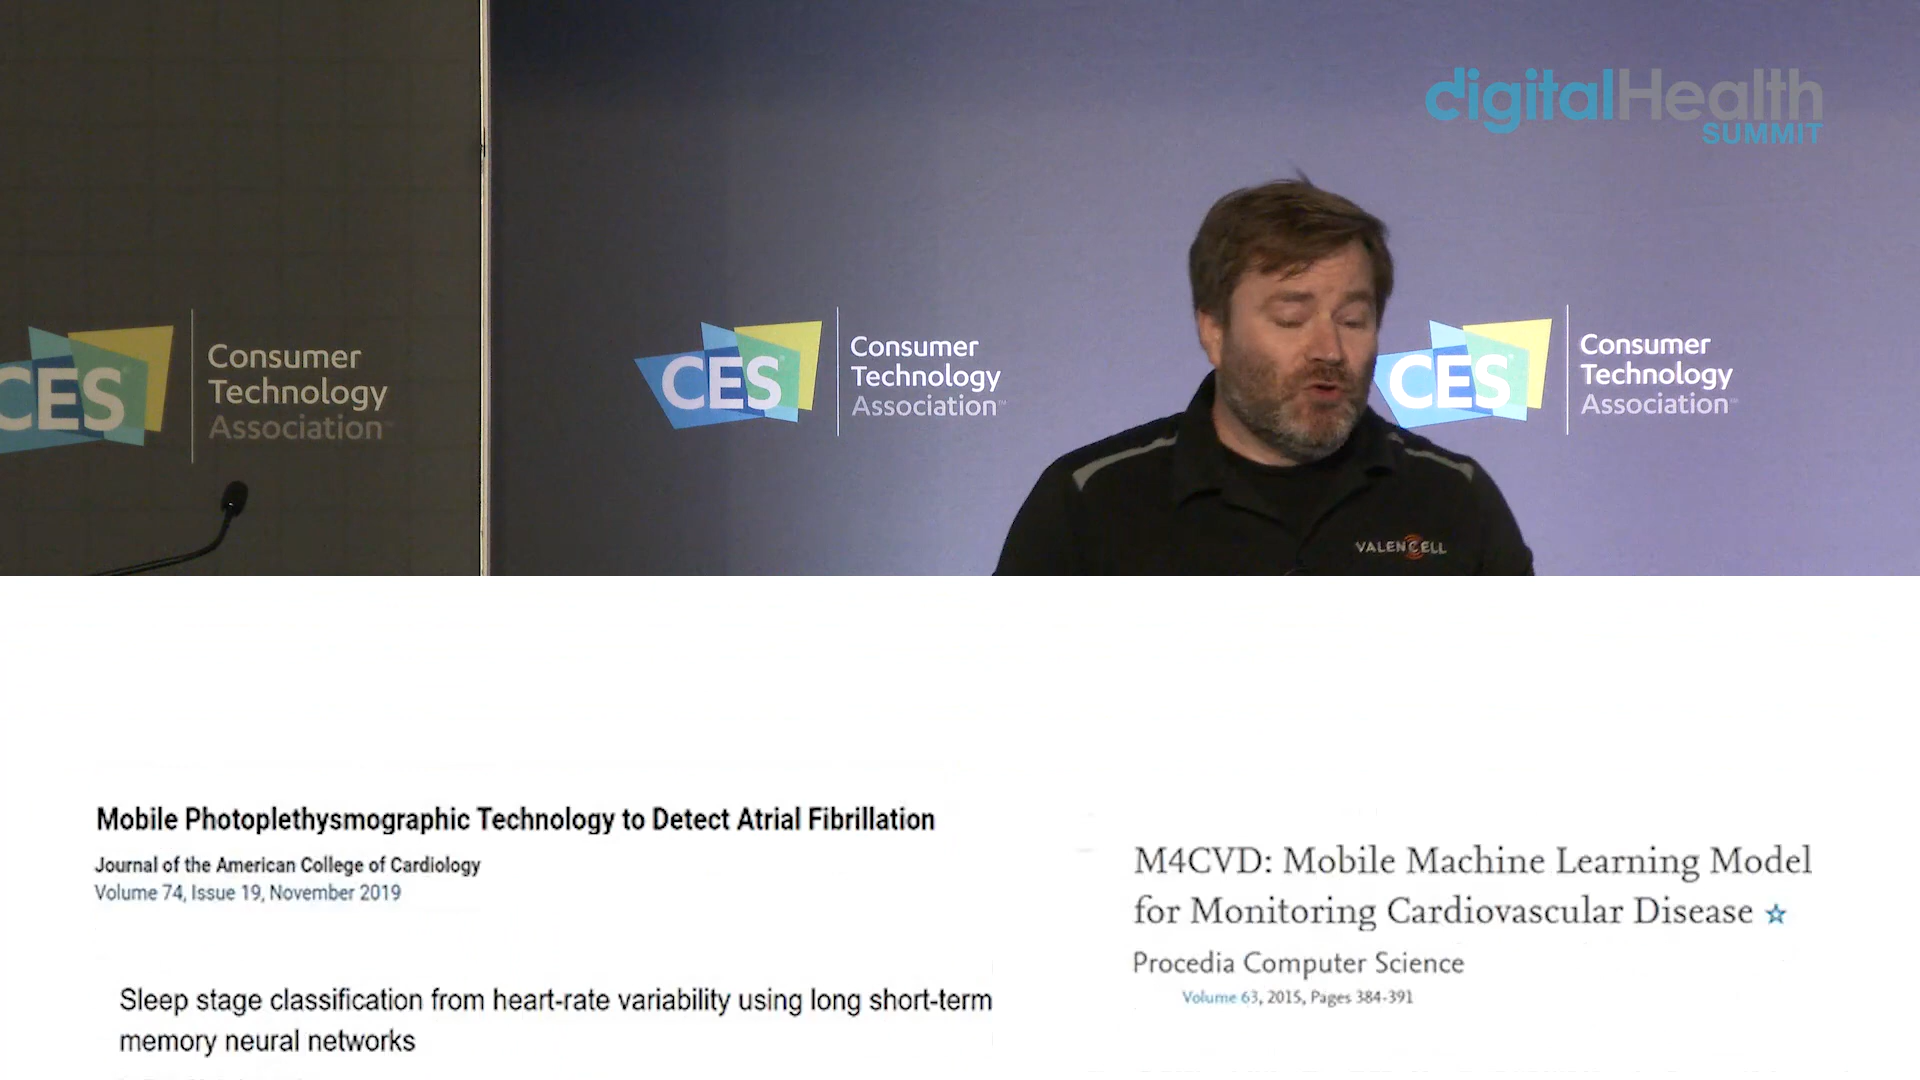 digitalHealth
SUMMIT
CES
Consumer
Technology
Association
CES
Consumer
Technology
Association™
CES
Consumer
Technology
Association
VALENCELL
Mobile Photoplethysmographic Technology to Detect Atrial Fibrillation
Journal of the American College of Cardiology
Volume 74, Issue 19, November 2019
Sleep stage classification from heart-rate variability using long short-term
memory neural networks
M4CVD: Mobile Machine Learning Model
for Monitoring Cardiovascular Disease ☆
Procedia Computer Science
Volume 63, 2015, Pages 384-391